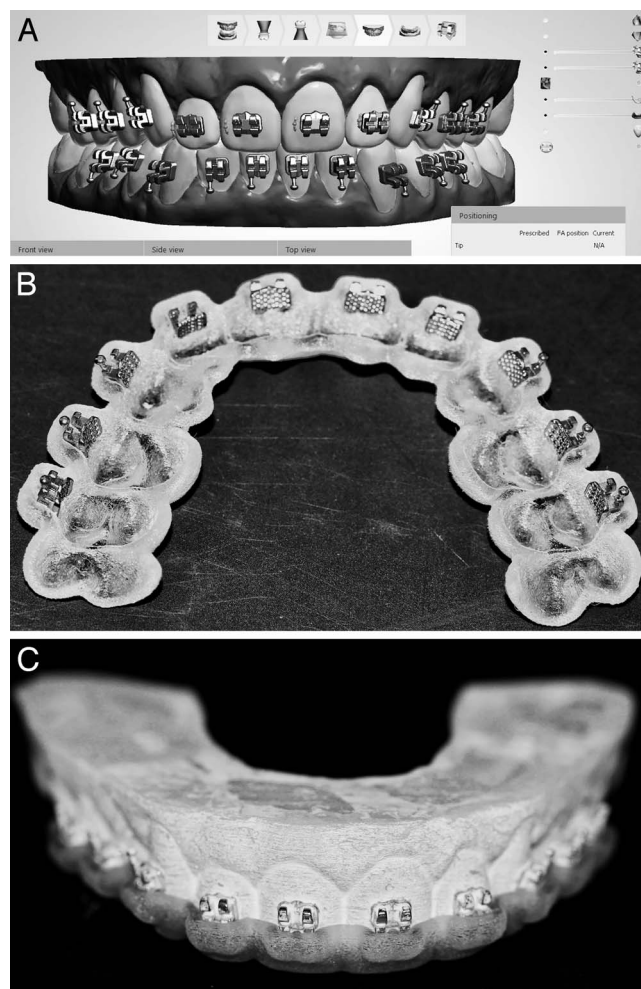 A
Positioning
Prescribed PA position Current
Tip N/A
Front view Side view Top view
B
C